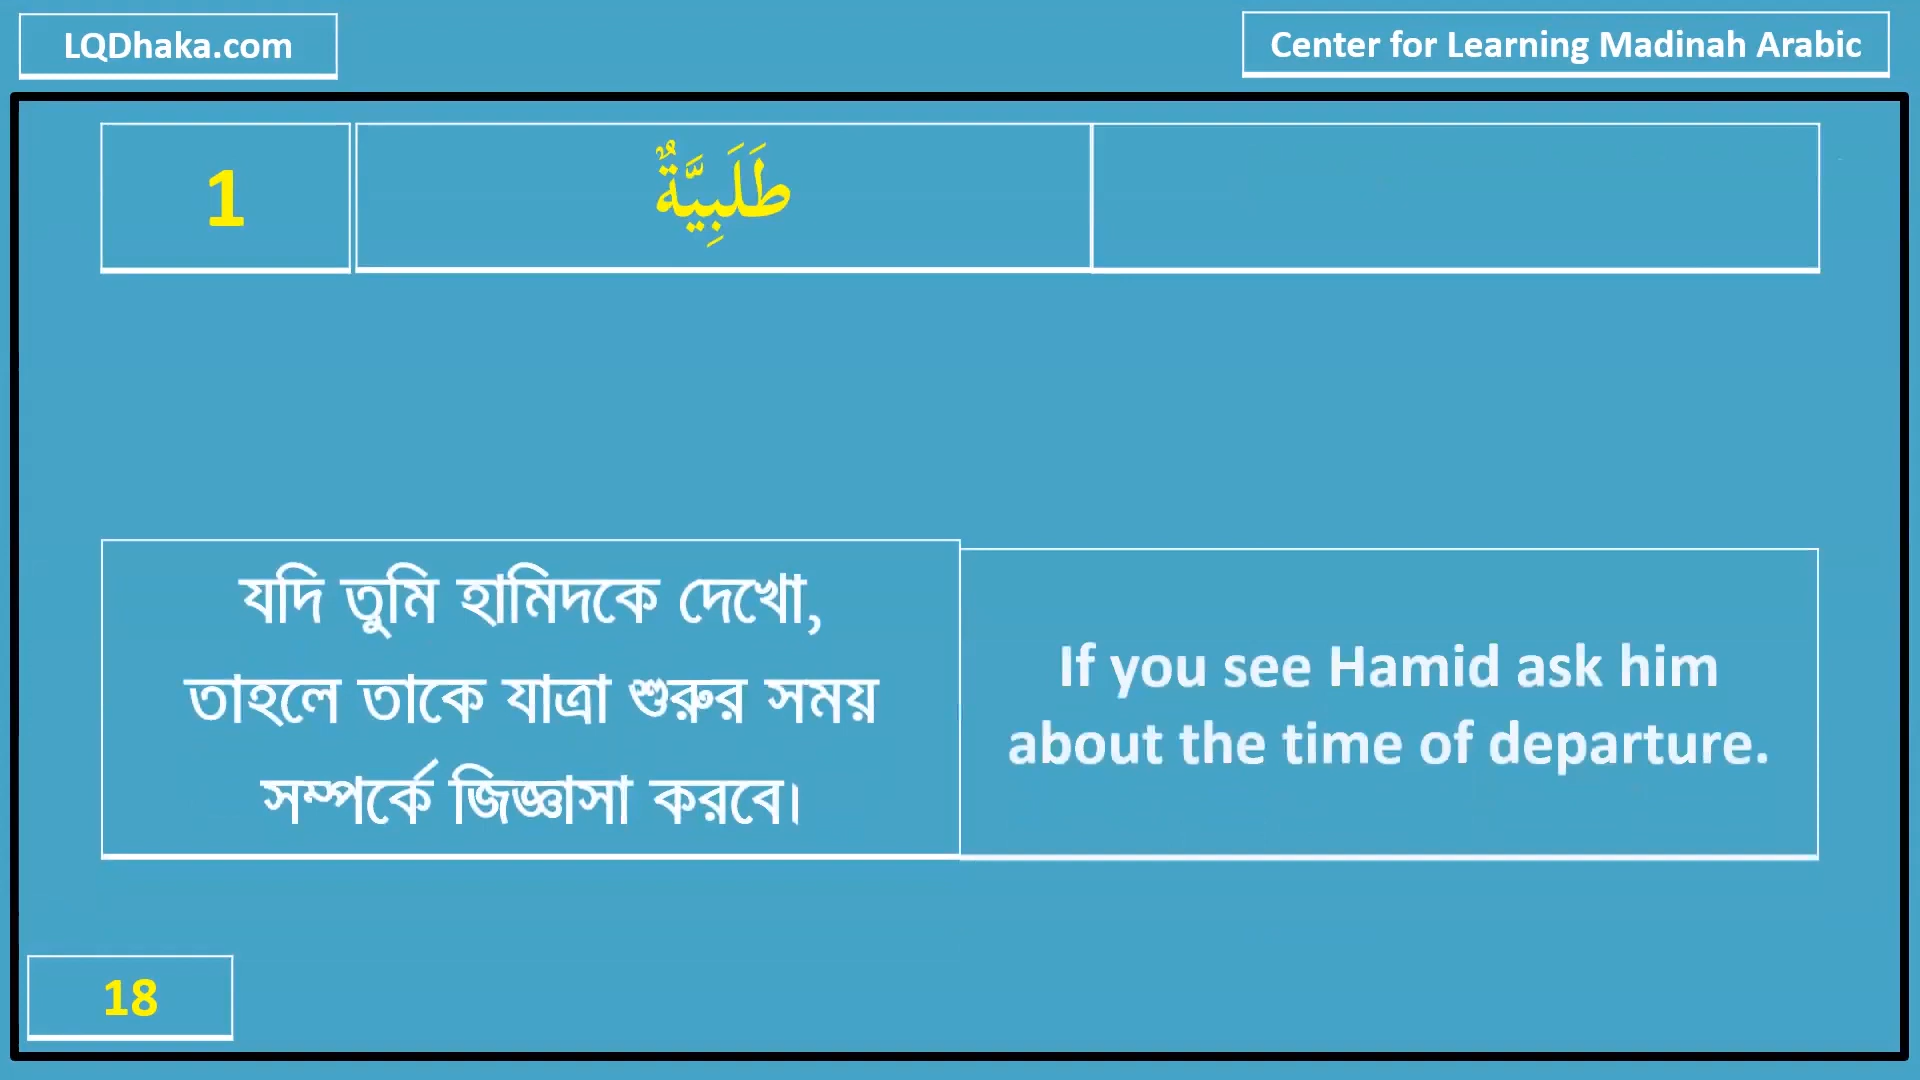 LQDhaka.com
Center for Learning Madinah Arabic
1
طَلَبِيَّةٌ
যদি তুমি হামিদকে দেখো,
তাহলে তাকে যাত্রা শুরুর সময়
সম্পর্কে জিজ্ঞাসা করবে।
If you see Hamid ask him
about the time of departure.
18